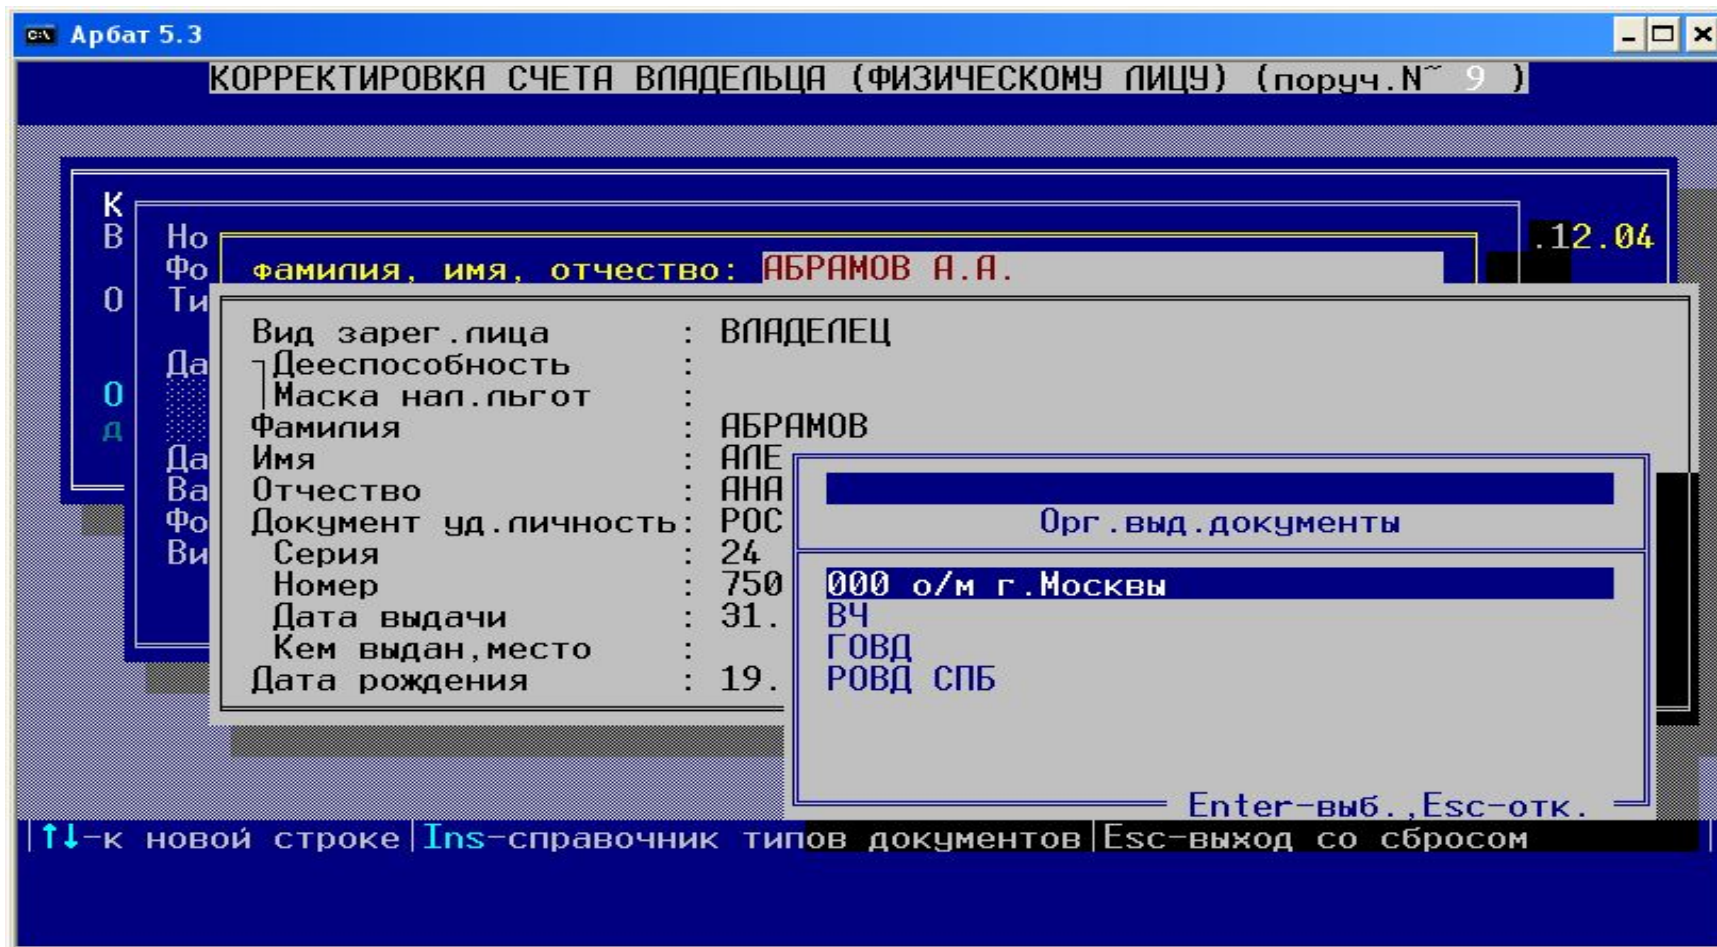 Арбат 5.3
КОРРЕКТИРОВКА СЧЕТА ВЛАДЕЛЬЦА (ФИЗИЧЕСКОМУ ЛИЦУ) (поруч.N~ 9 )
К
В
.12.04
О
О
д
Но
Фо
Ти
Да
Да
Ва
Фо
Ви
фамилия, имя, отчество: АБРАМОВ А.А.
Вид зарег.лица : ВЛАДЕЛЕЦ
┐Дееспособность :
│Маска нал.льгот :
Фамилия : АБРАМОВ
Имя : АЛЕ
Отчество : АНА
Документ уд.личность: РОС
Серия : 24
Номер : 750
Дата выдачи : 31.
Кем выдан,место :
Дата рождения : 19.
Орг.выд.документы
000 о/м г.Москвы
ВЧ
ГОВД
РОВД СПБ
Enter-выб.,Esc-отк.
|↑↓-к новой строке|Ins-справочник типов документов|Esc-выход со сбросом |